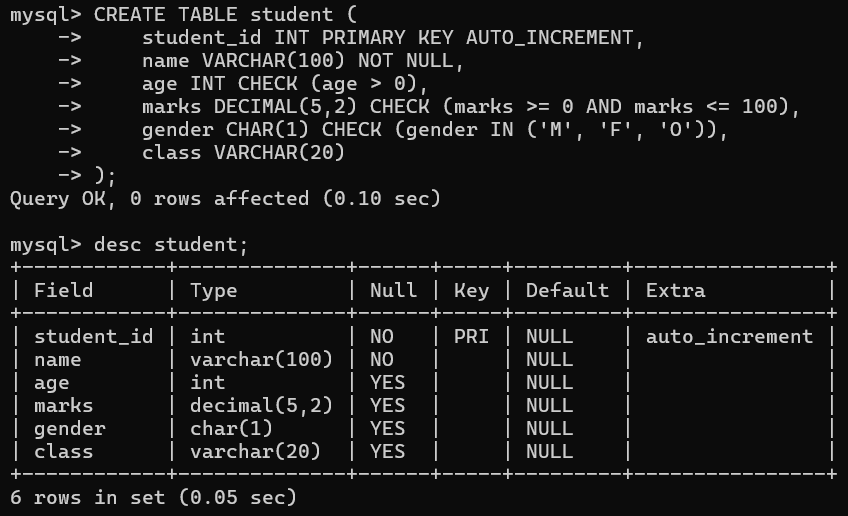 mysql> CREATE TABLE student (
    ->     student_id INT PRIMARY KEY AUTO_INCREMENT,
    ->     name VARCHAR(100) NOT NULL,
    ->     age INT CHECK (age > 0),
    ->     marks DECIMAL(5,2) CHECK (marks >= 0 AND marks <= 100),
    ->     gender CHAR(1) CHECK (gender IN ('M', 'F', 'O')),
    ->     class VARCHAR(20)
    -> );
Query OK, 0 rows affected (0.10 sec)

mysql> desc student;
+------------+--------------+------+-----+---------+----------------+
| Field      | Type         | Null | Key | Default | Extra          |
+------------+--------------+------+-----+---------+----------------+
| student_id | int          | NO   | PRI | NULL    | auto_increment |
| name       | varchar(100) | NO   |     | NULL    |                |
| age        | int          | YES  |     | NULL    |                |
| marks      | decimal(5,2) | YES  |     | NULL    |                |
| gender     | char(1)      | YES  |     | NULL    |                |
| class      | varchar(20)  | YES  |     | NULL    |                |
+------------+--------------+------+-----+---------+----------------+
6 rows in set (0.05 sec)